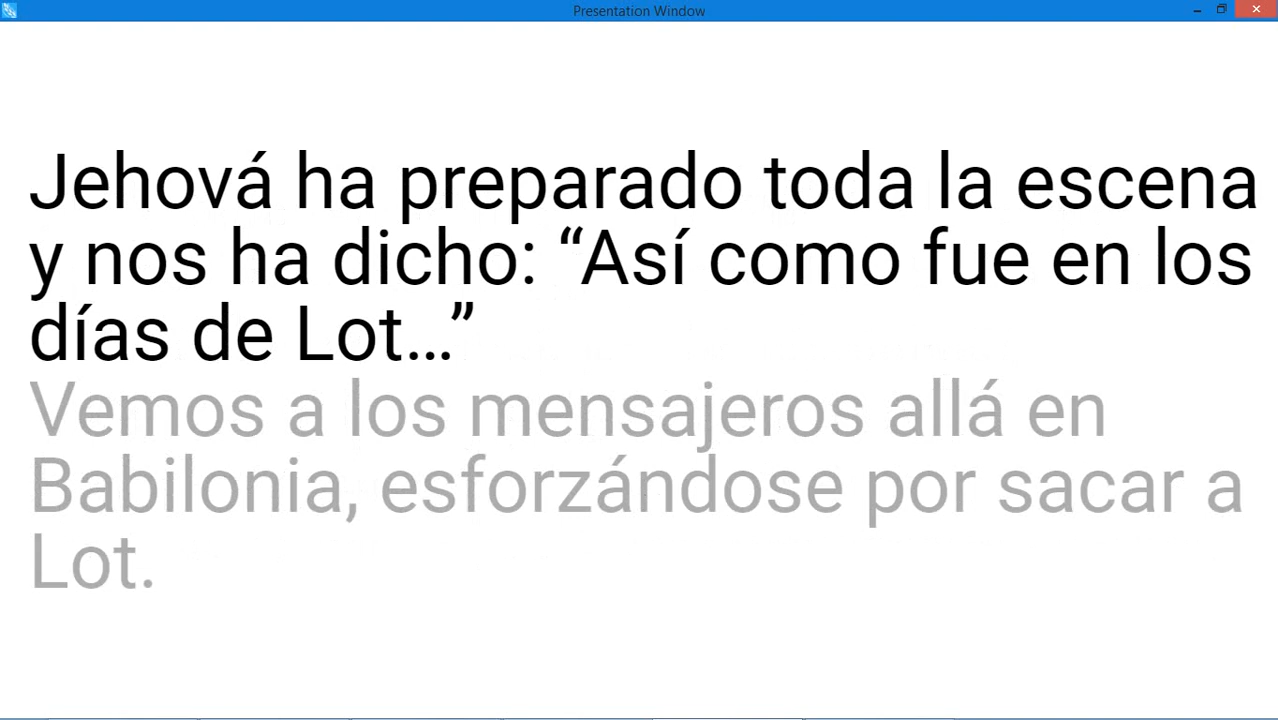 Presentation Window
Jehová ha preparado toda la escena
y nos ha dicho: “Así como fue en los
días de Lot...”
Vemos a los mensajeros allá en
Babilonia, esforzándose por sacar a
Lot.